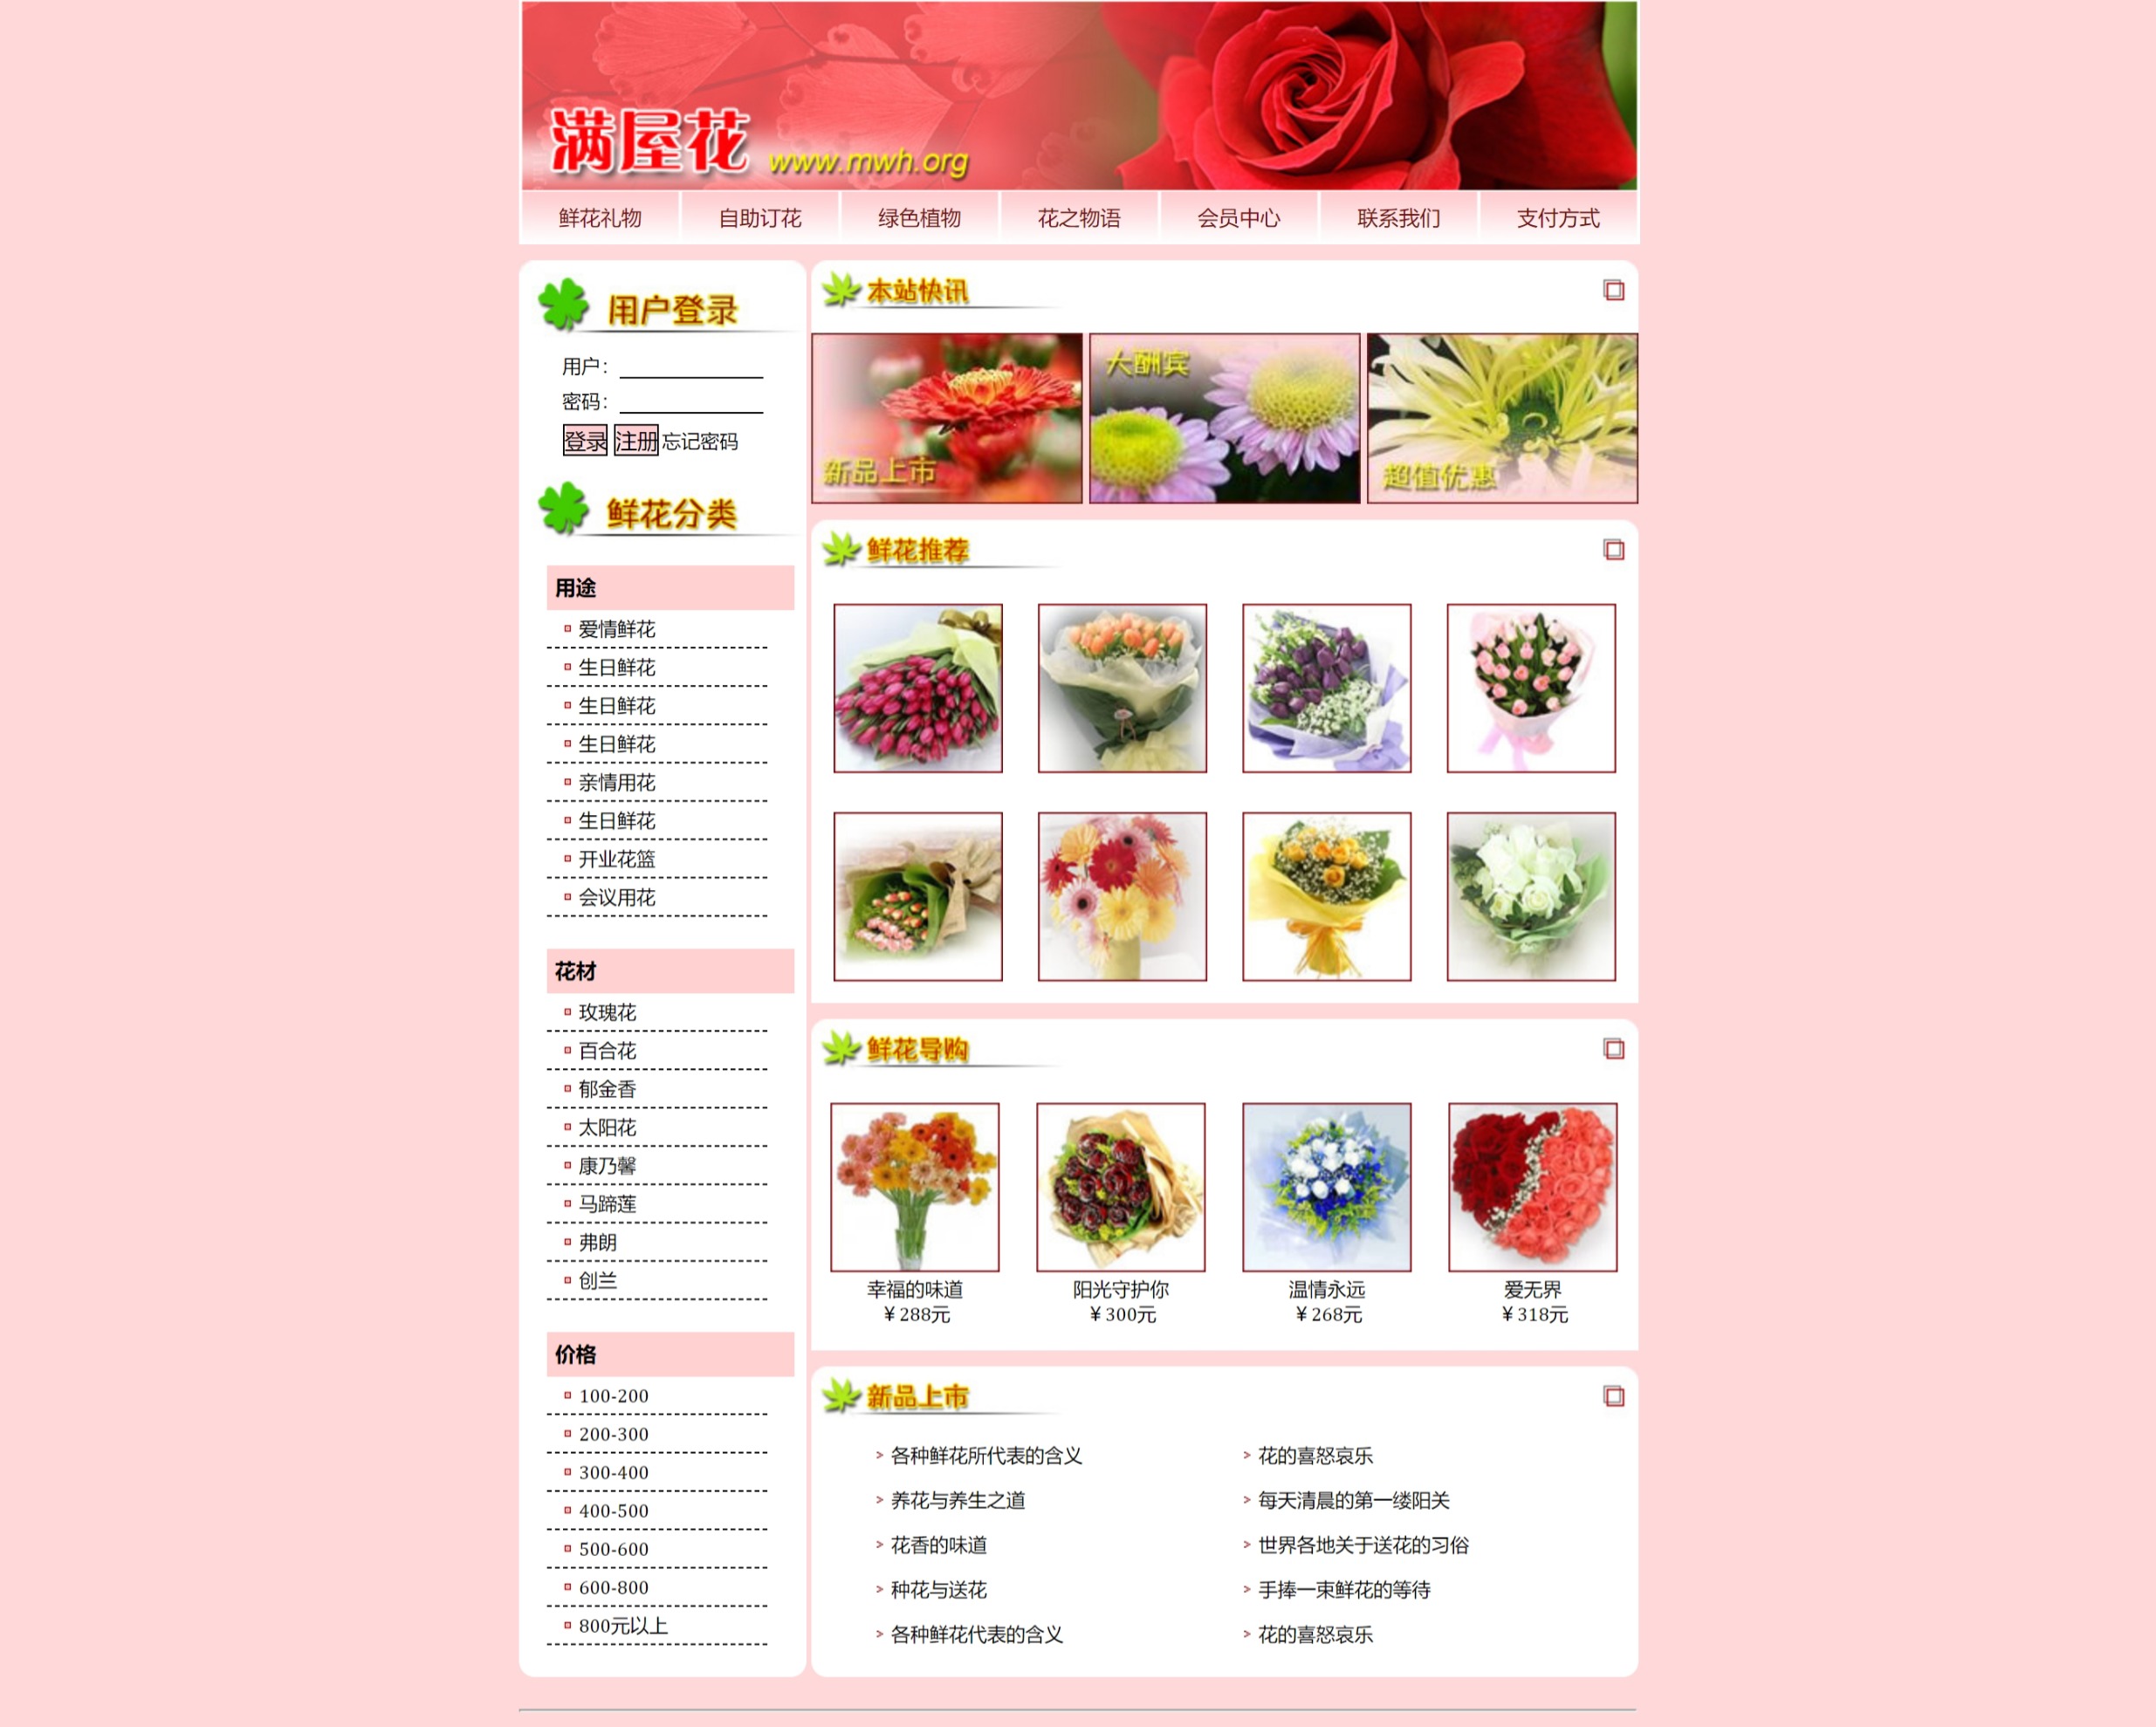 满屋花 www.mwh.org
鲜花礼物 自助订花 绿色植物 花之物语 会员中心 联系我们 支付方式
用户登录
用户：
密码：
登录 注册 忘记密码
鲜花分类
用途
爱情鲜花
生日鲜花
生日鲜花
生日鲜花
亲情用花
生日鲜花
开业花篮
会议用花
花材
玫瑰花
百合花
郁金香
太阳花
康乃馨
马蹄莲
弗朗
创兰
价格
100-200
200-300
300-400
400-500
500-600
600-800
800元以上
本站快讯
新品上市
大酬宾
超值优惠
鲜花推荐
鲜花导购
幸福的味道
￥288元
阳光守护你
￥300元
温情永远
￥268元
爱无界
￥318元
新品上市
> 各种鲜花所代表的含义
> 花的喜怒哀乐
> 养花与养生之道
> 每天清晨的第一缕阳关
> 花香的味道
> 世界各地关于送花的习俗
> 种花与送花
> 手捧一束鲜花的等待
> 各种鲜花代表的含义
> 花的喜怒哀乐